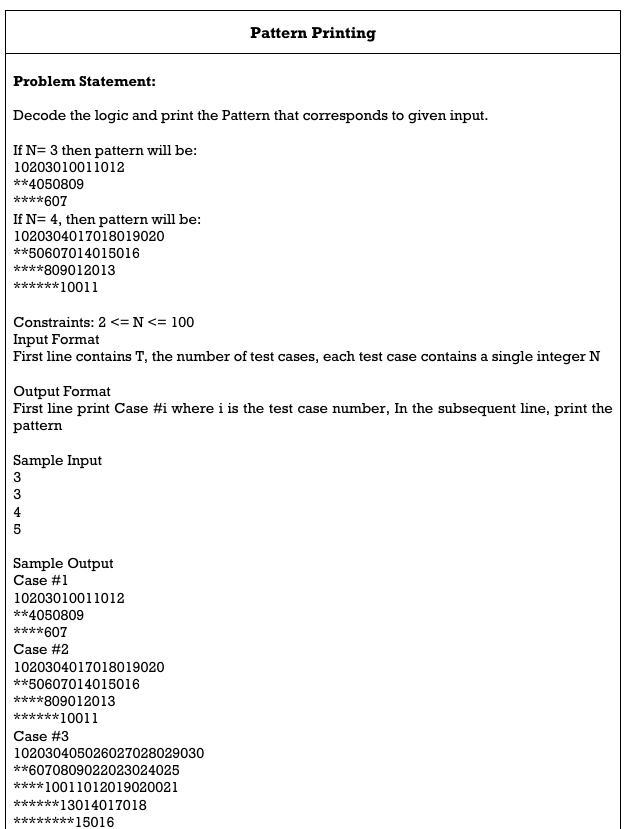 Pattern Printing
Problem Statement:
Decode the logic and print the Pattern that corresponds to given input.
If N= 3 then pattern will be:
10203010011012
**4050809
****607
If N= 4, then pattern will be:
1020304017018019020
**50607014015016
****809012013
******10011
Constraints: 2 <= N <= 100
Input Format
First line contains T, the number of test cases, each test case contains a single integer N
Output Format
First line print Case #i where i is the test case number, In the subsequent line, print the
pattern
Sample Input
3
3
4
5
Sample Output
Case #1
10203010011012
**4050809
****607
Case #2
1020304017018019020
**50607014015016
****809012013
******10011
Case #3
102030405026027028029030
**6070809022023024025
****10011012019020021
******13014017018
********15016